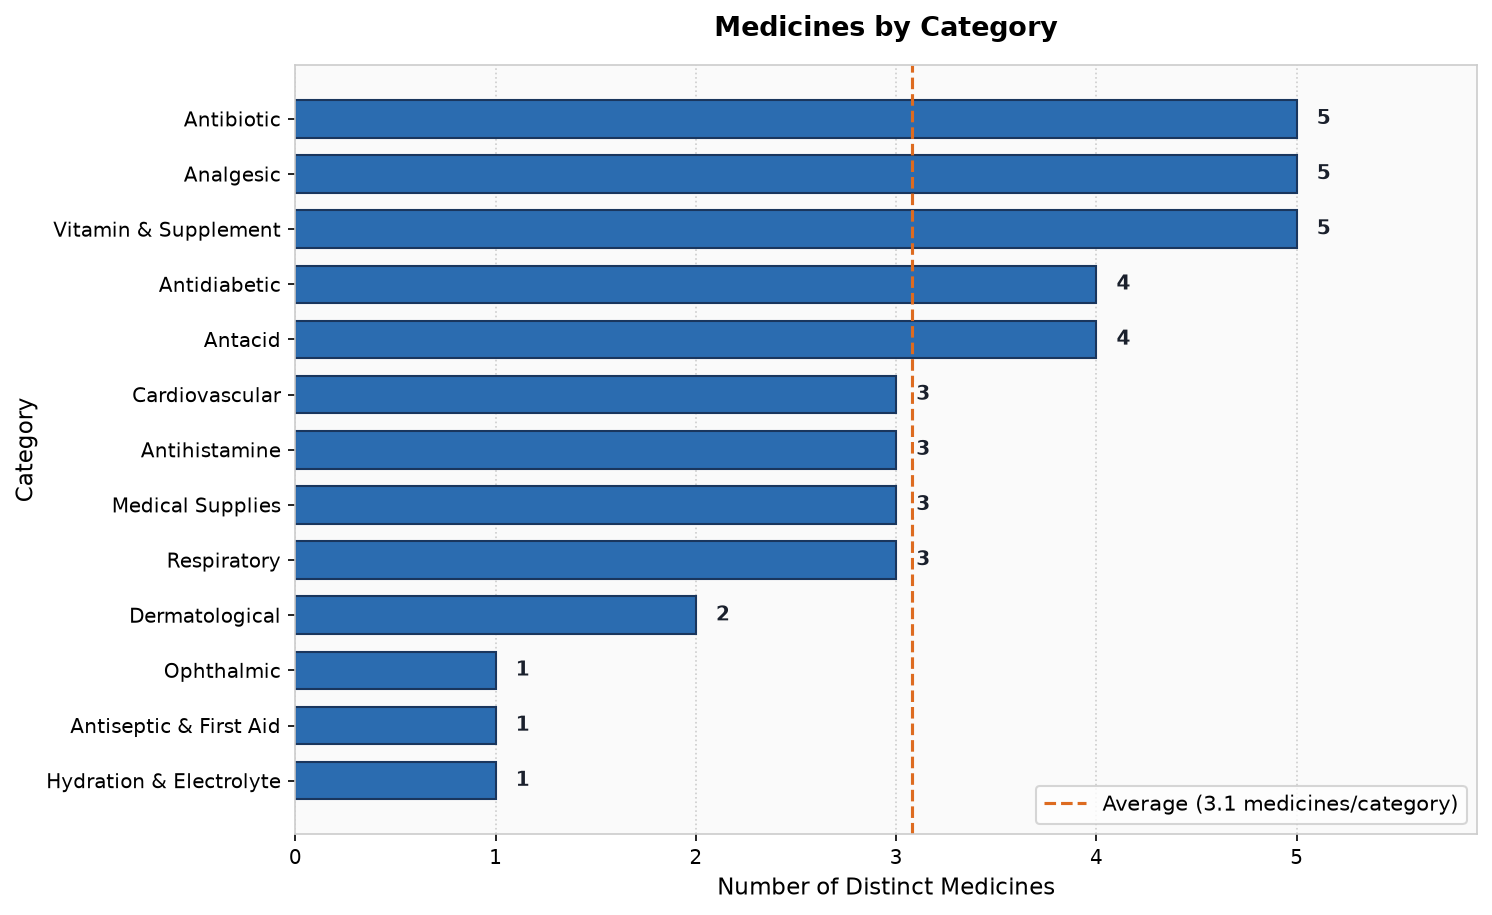 Medicines by Category
Category
Antibiotic 5
Analgesic 5
Vitamin & Supplement 5
Antidiabetic 4
Antacid 4
Cardiovascular 3
Antihistamine 3
Medical Supplies 3
Respiratory 3
Dermatological 2
Ophthalmic 1
Antiseptic & First Aid 1
Hydration & Electrolyte 1
Average (3.1 medicines/category)
0 1 2 3 4 5
Number of Distinct Medicines